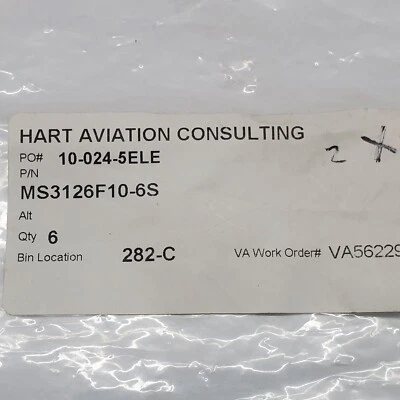 HART AVIATION CONSULTING
PO# 10-024-5ELE
P/N
MS3126F10-6S
Alt
Qty 6
Bin Location 282-C VA Work Order# VA56229
2 X